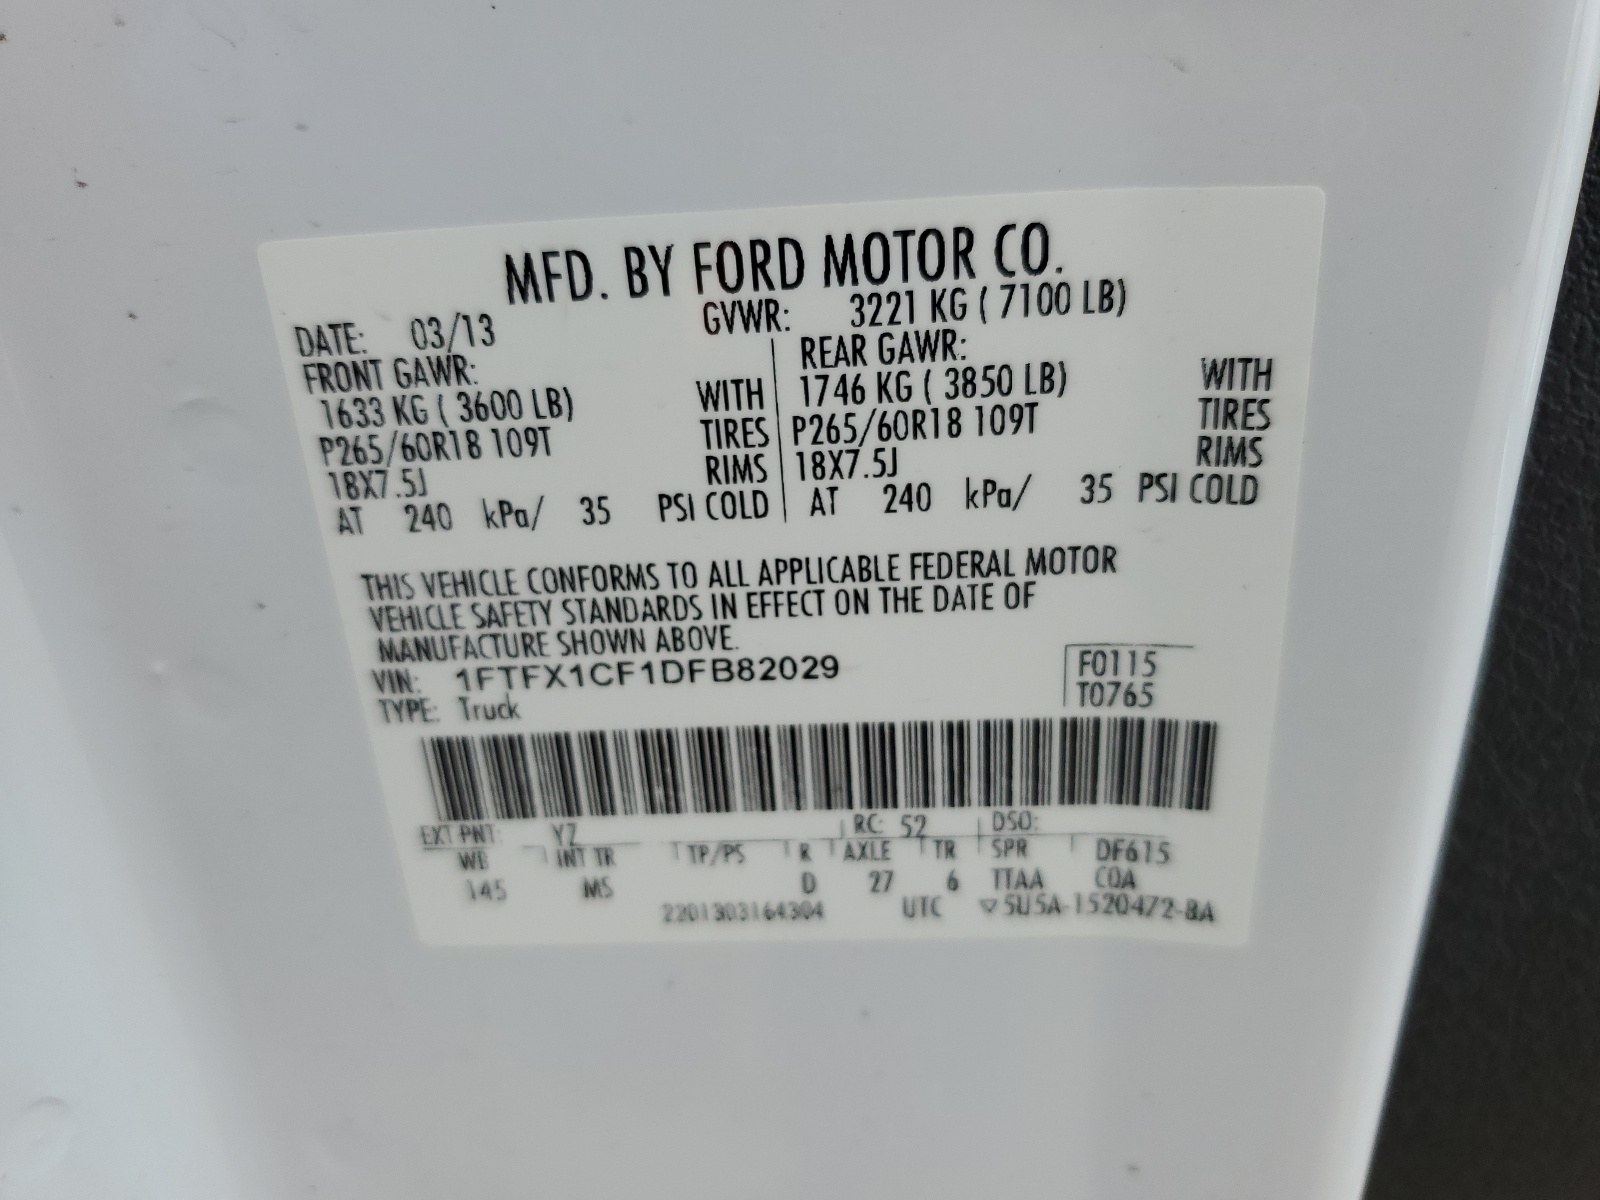 MFD. BY FORD MOTOR CO.
DATE: 03/13 GVWR: 3221 KG ( 7100 LB)
FRONT GAWR: REAR GAWR:
1633 KG ( 3600 LB) WITH 1746 KG ( 3850 LB) WITH
P265/60R18 109T TIRES P265/60R18 109T TIRES
18X7.5J RIMS 18X7.5J RIMS
AT 240 kPa/ 35 PSI COLD AT 240 kPa/ 35 PSI COLD
THIS VEHICLE CONFORMS TO ALL APPLICABLE FEDERAL MOTOR
VEHICLE SAFETY STANDARDS IN EFFECT ON THE DATE OF
MANUFACTURE SHOWN ABOVE.
VIN: 1FTFX1CF1DFB82029 F0115
TYPE: Truck T0765
EXT PNT: YZ RC: 52 DSO:
WB INT TR TP/PS R AXLE TR SPR DF615
145 MS D 27 6 TTAA COA
2201303164304 UTC ▽5U5A-1520472-BA